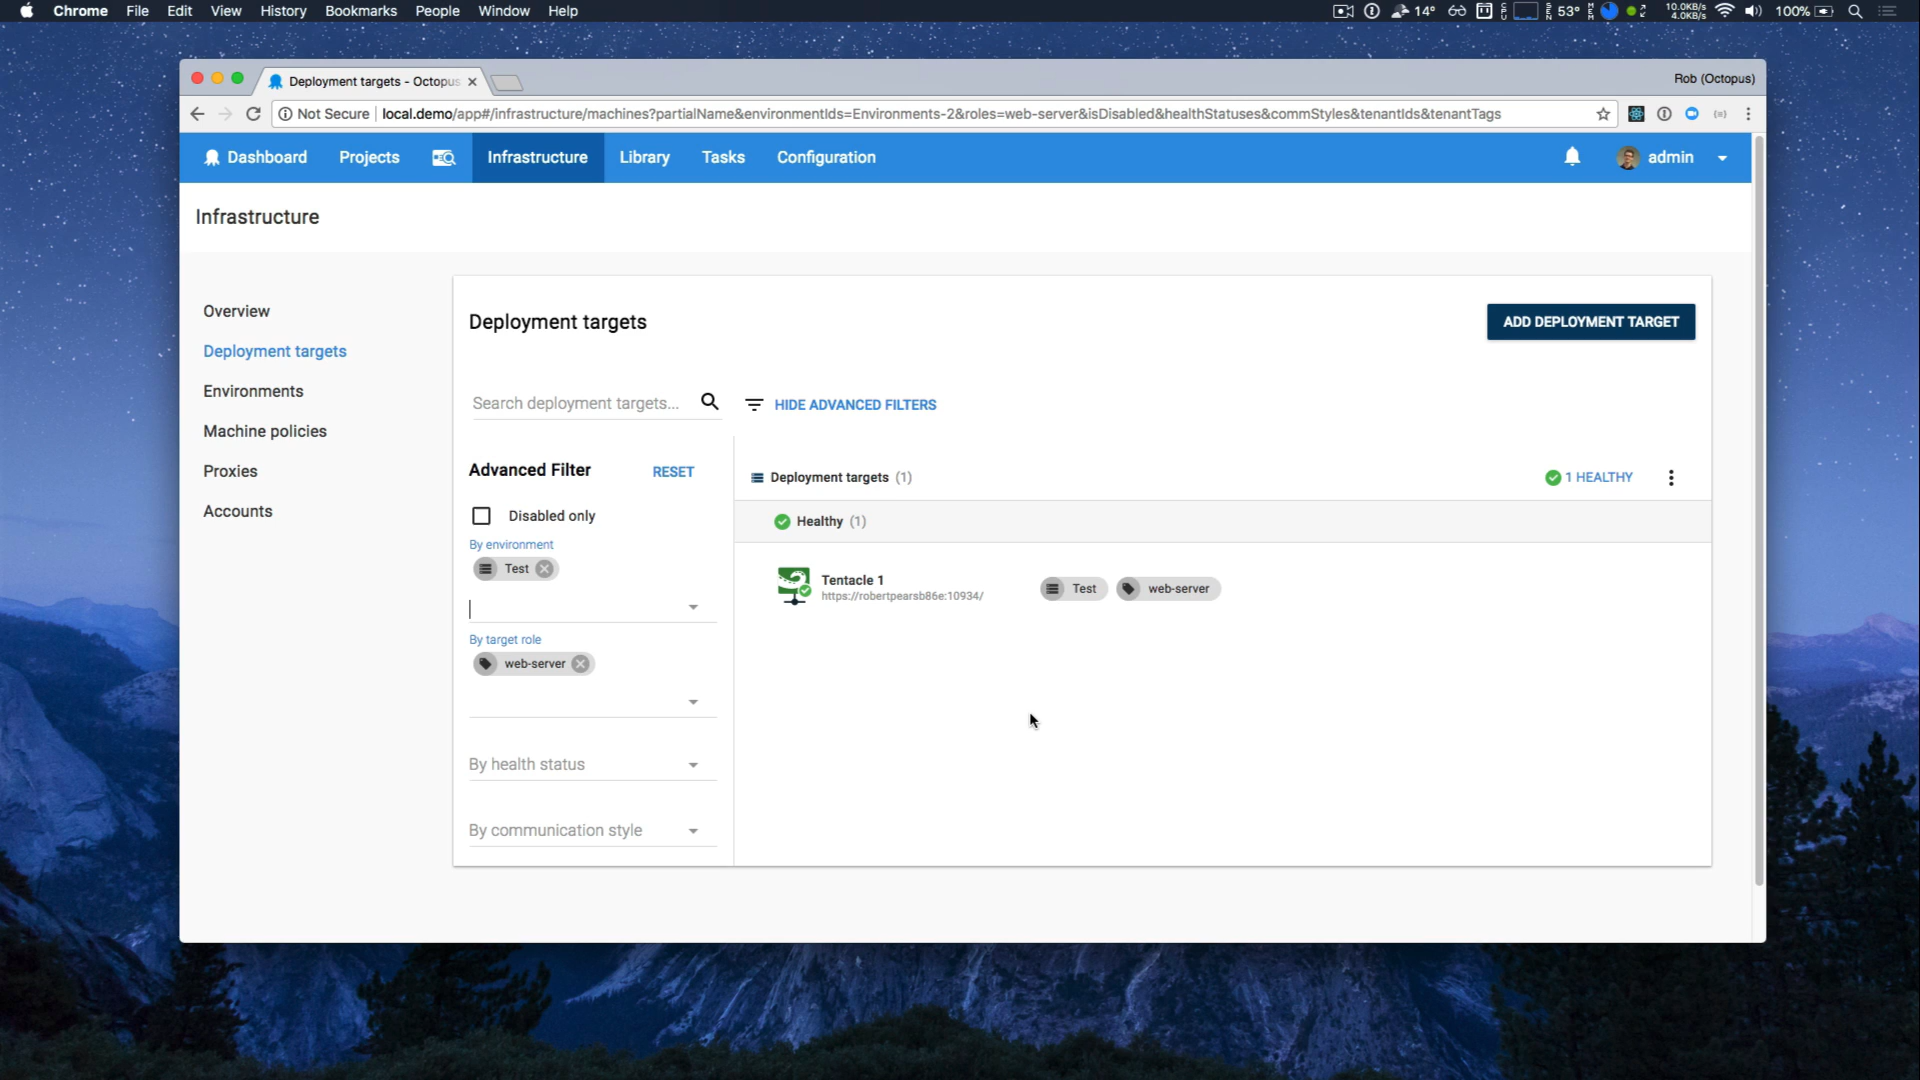 Chrome File Edit View History Bookmarks People Window Help
14° 53° 10.0KB/s 4.0KB/s 100%
Deployment targets - Octopus
Rob (Octopus)
Not Secure local.demo/app#/infrastructure/machines?partialName&environmentIds=Environments-2&roles=web-server&isDisabled&healthStatuses&commStyles&tenantIds&tenantTags
Dashboard Projects Infrastructure Library Tasks Configuration admin
Infrastructure
Overview
Deployment targets
Environments
Machine policies
Proxies
Accounts
Deployment targets
ADD DEPLOYMENT TARGET
Search deployment targets...
HIDE ADVANCED FILTERS
Advanced Filter RESET
Disabled only
By environment
Test
By target role
web-server
By health status
By communication style
Deployment targets (1) 1 HEALTHY
Healthy (1)
Tentacle 1
https://robertpearsb86e:10934/
Test web-server